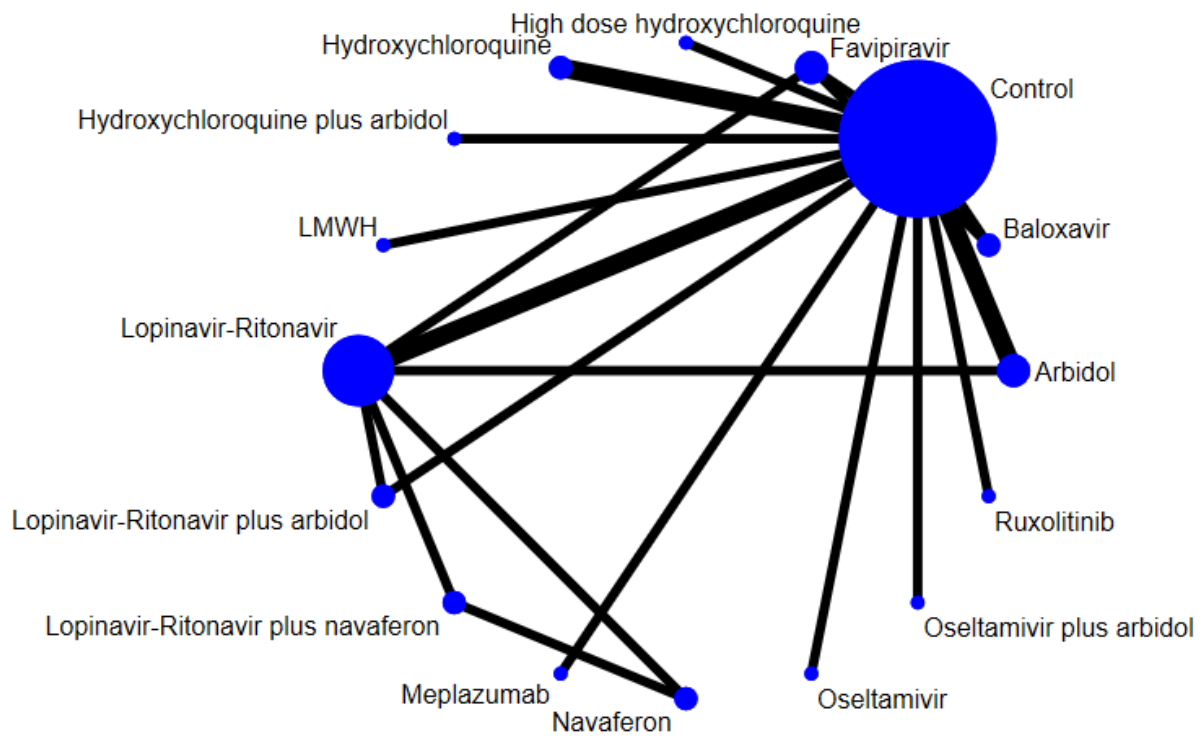 High dose hydroxychloroquine
Hydroxychloroquine
Favipiravir
Control
Hydroxychloroquine plus arbidol
LMWH
Baloxavir
Lopinavir-Ritonavir
Arbidol
Lopinavir-Ritonavir plus arbidol
Ruxolitinib
Lopinavir-Ritonavir plus navaferon
Oseltamivir plus arbidol
Meplazumab
Oseltamivir
Navaferon